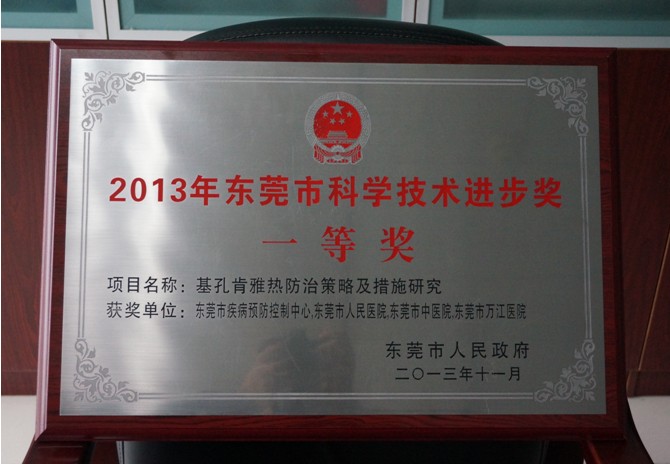 2013年东莞市科学技术进步奖
一等奖
项目名称：基孔肯雅热防治策略及措施研究
获奖单位：东莞市疾病预防控制中心,东莞市人民医院,东莞市中医院,东莞市万江医院
东莞市人民政府
二〇一三年十一月